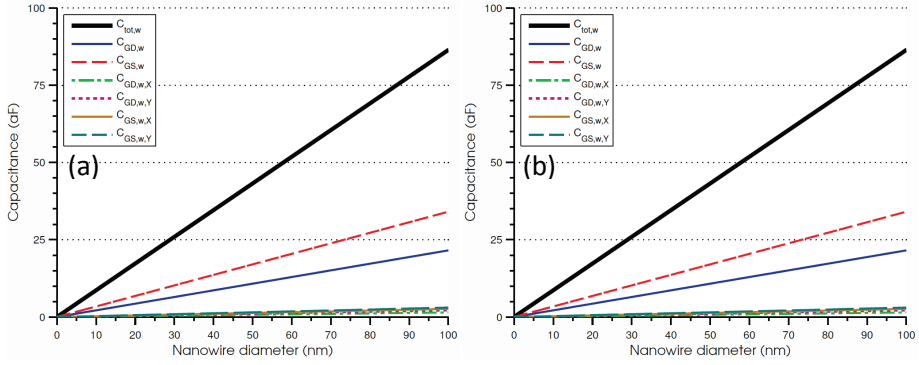 100
75
50
25
0
Capacitance (aF)
C_tot,w
C_GD,w
C_GS,w
C_GD,w,X
C_GD,w,Y
C_GS,w,X
C_GS,w,Y
(a)
0 10 20 30 40 50 60 70 80 90 100
Nanowire diameter (nm)
100
75
50
25
0
Capacitance (aF)
C_tot,w
C_GD,w
C_GS,w
C_GD,w,X
C_GD,w,Y
C_GS,w,X
C_GS,w,Y
(b)
0 10 20 30 40 50 60 70 80 90 100
Nanowire diameter (nm)